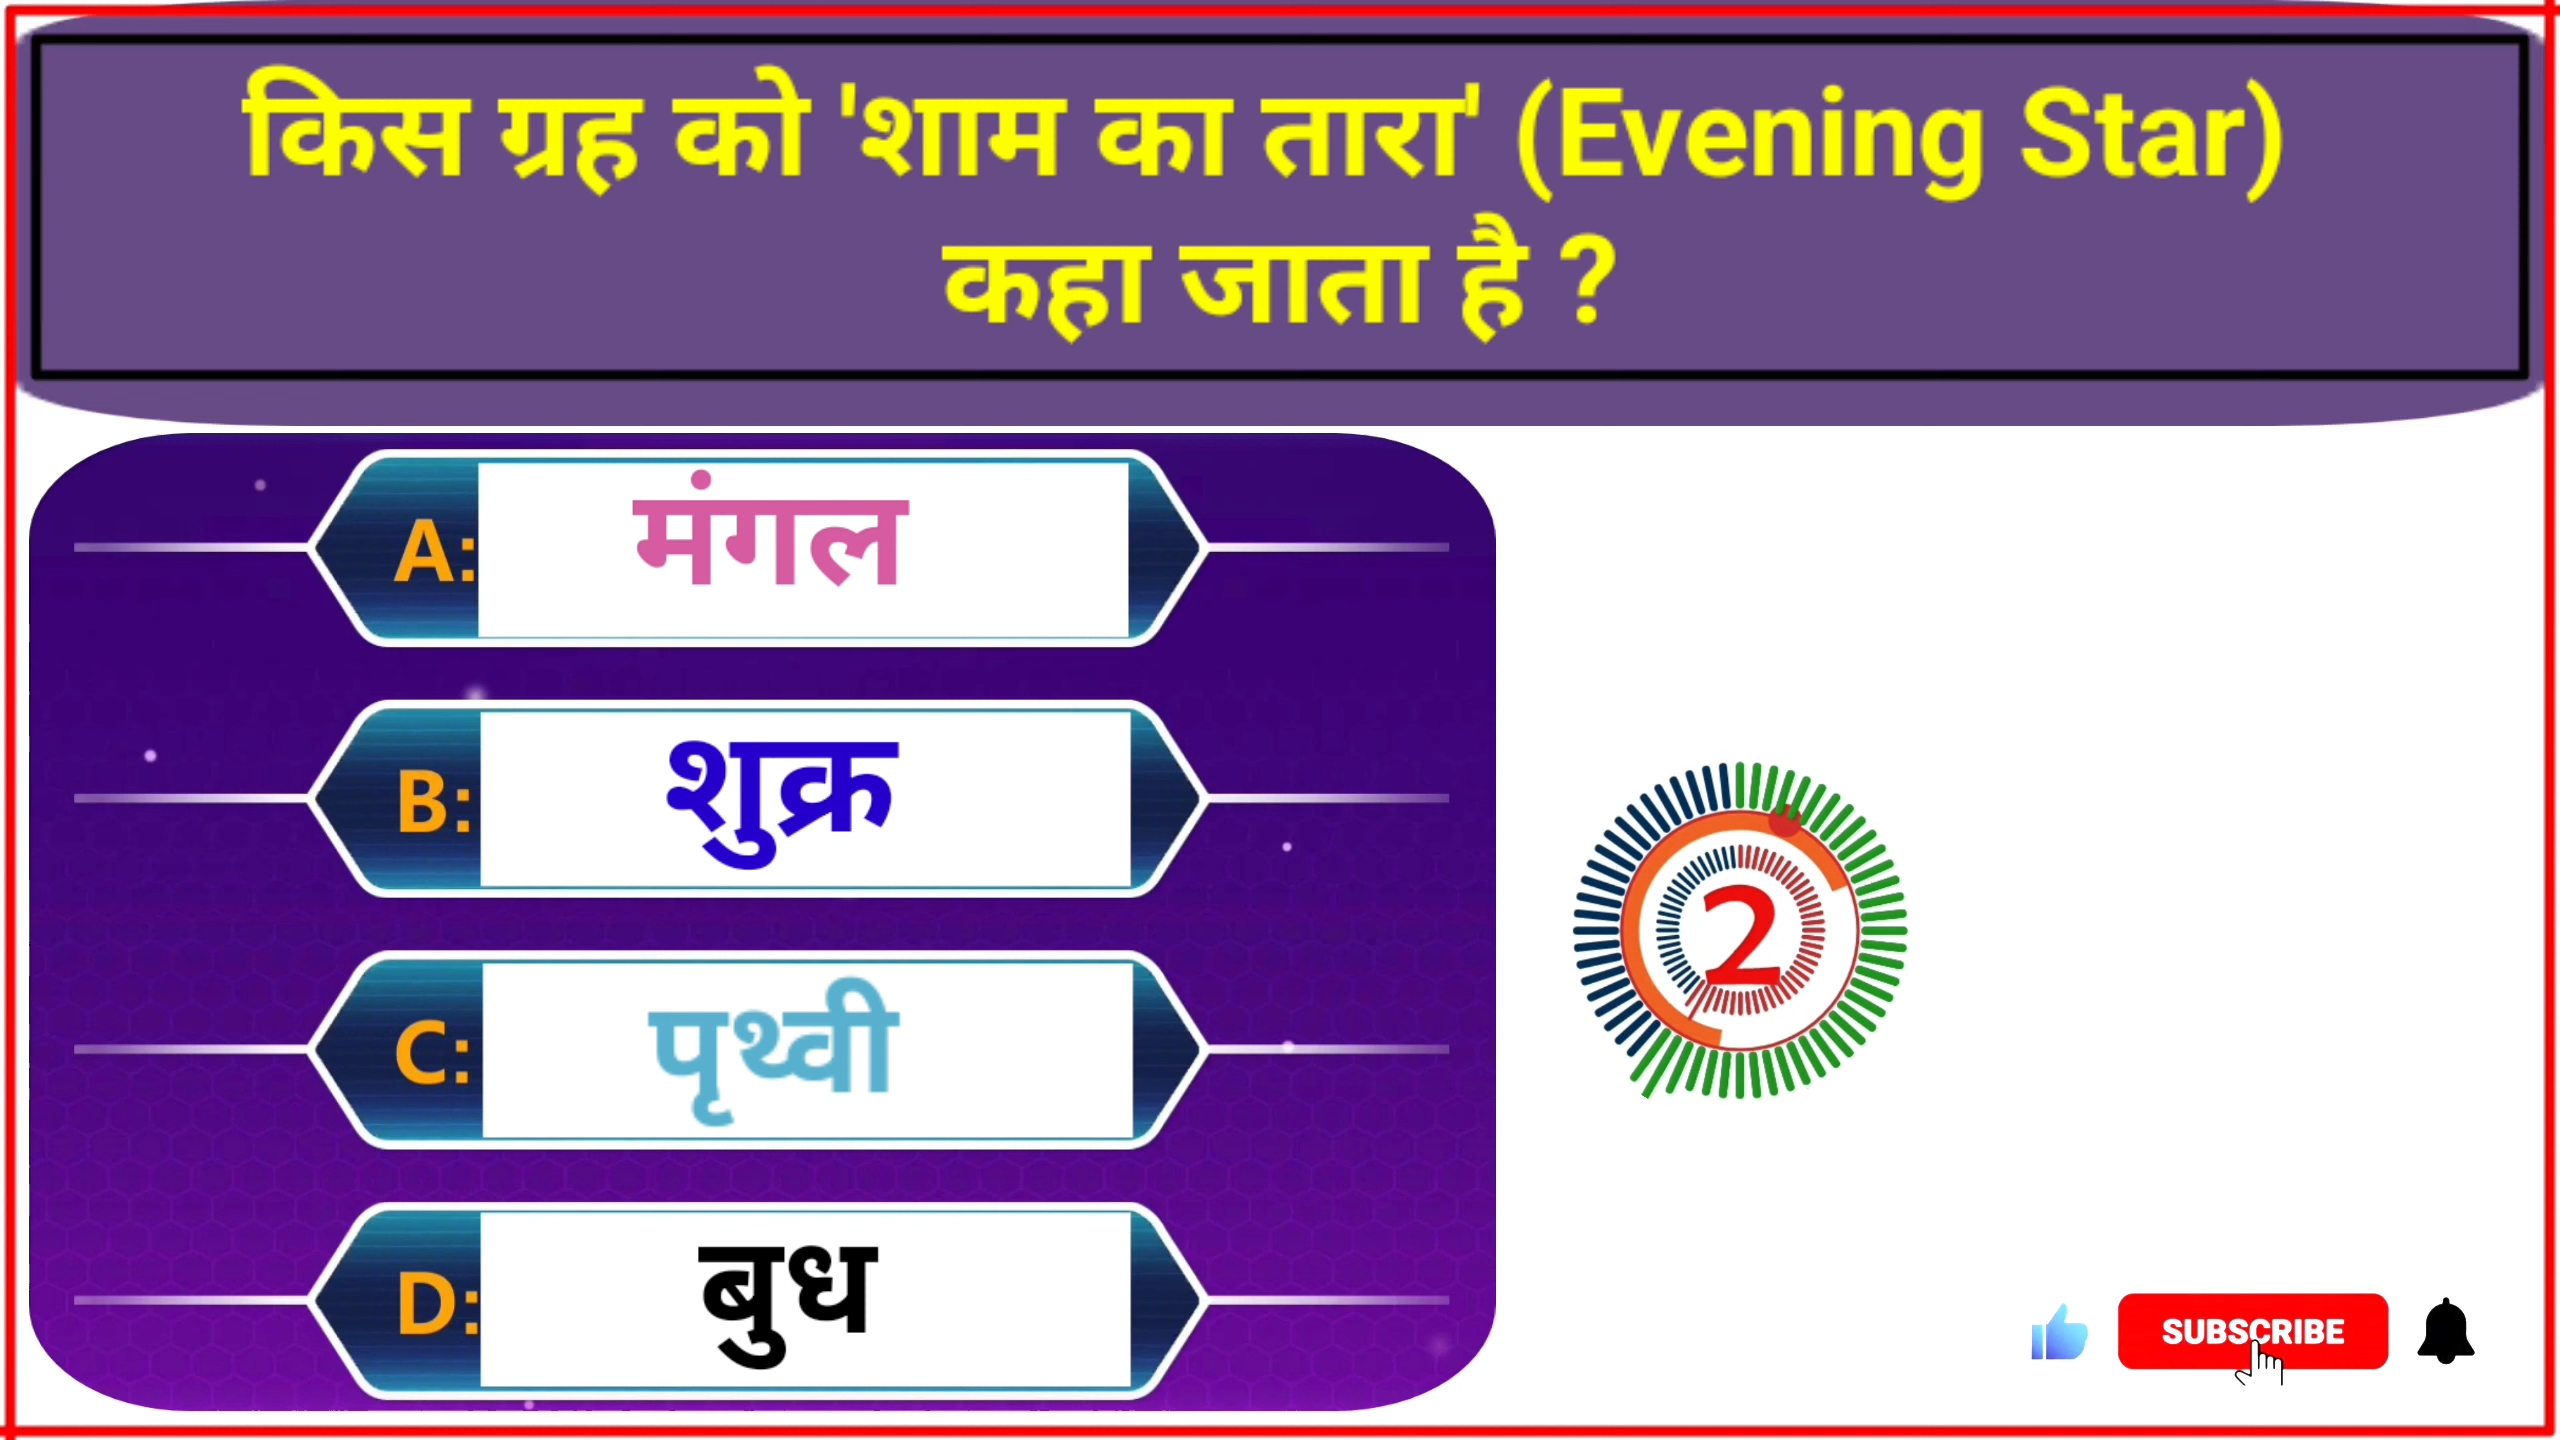 किस ग्रह को 'शाम का तारा' (Evening Star)
कहा जाता है ?
A: मंगल
B: शुक्र
C: पृथ्वी
D: बुध
2
SUBSCRIBE